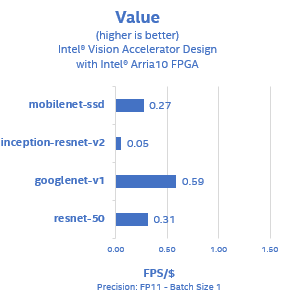 Value
(higher is better)
Intel® Vision Accelerator Design
with Intel® Arria10 FPGA
mobilenet-ssd 0.27
inception-resnet-v2 0.05
googlenet-v1 0.59
resnet-50 0.31
0.00 0.50 1.00 1.50
FPS/$
Precision: FP11 - Batch Size 1